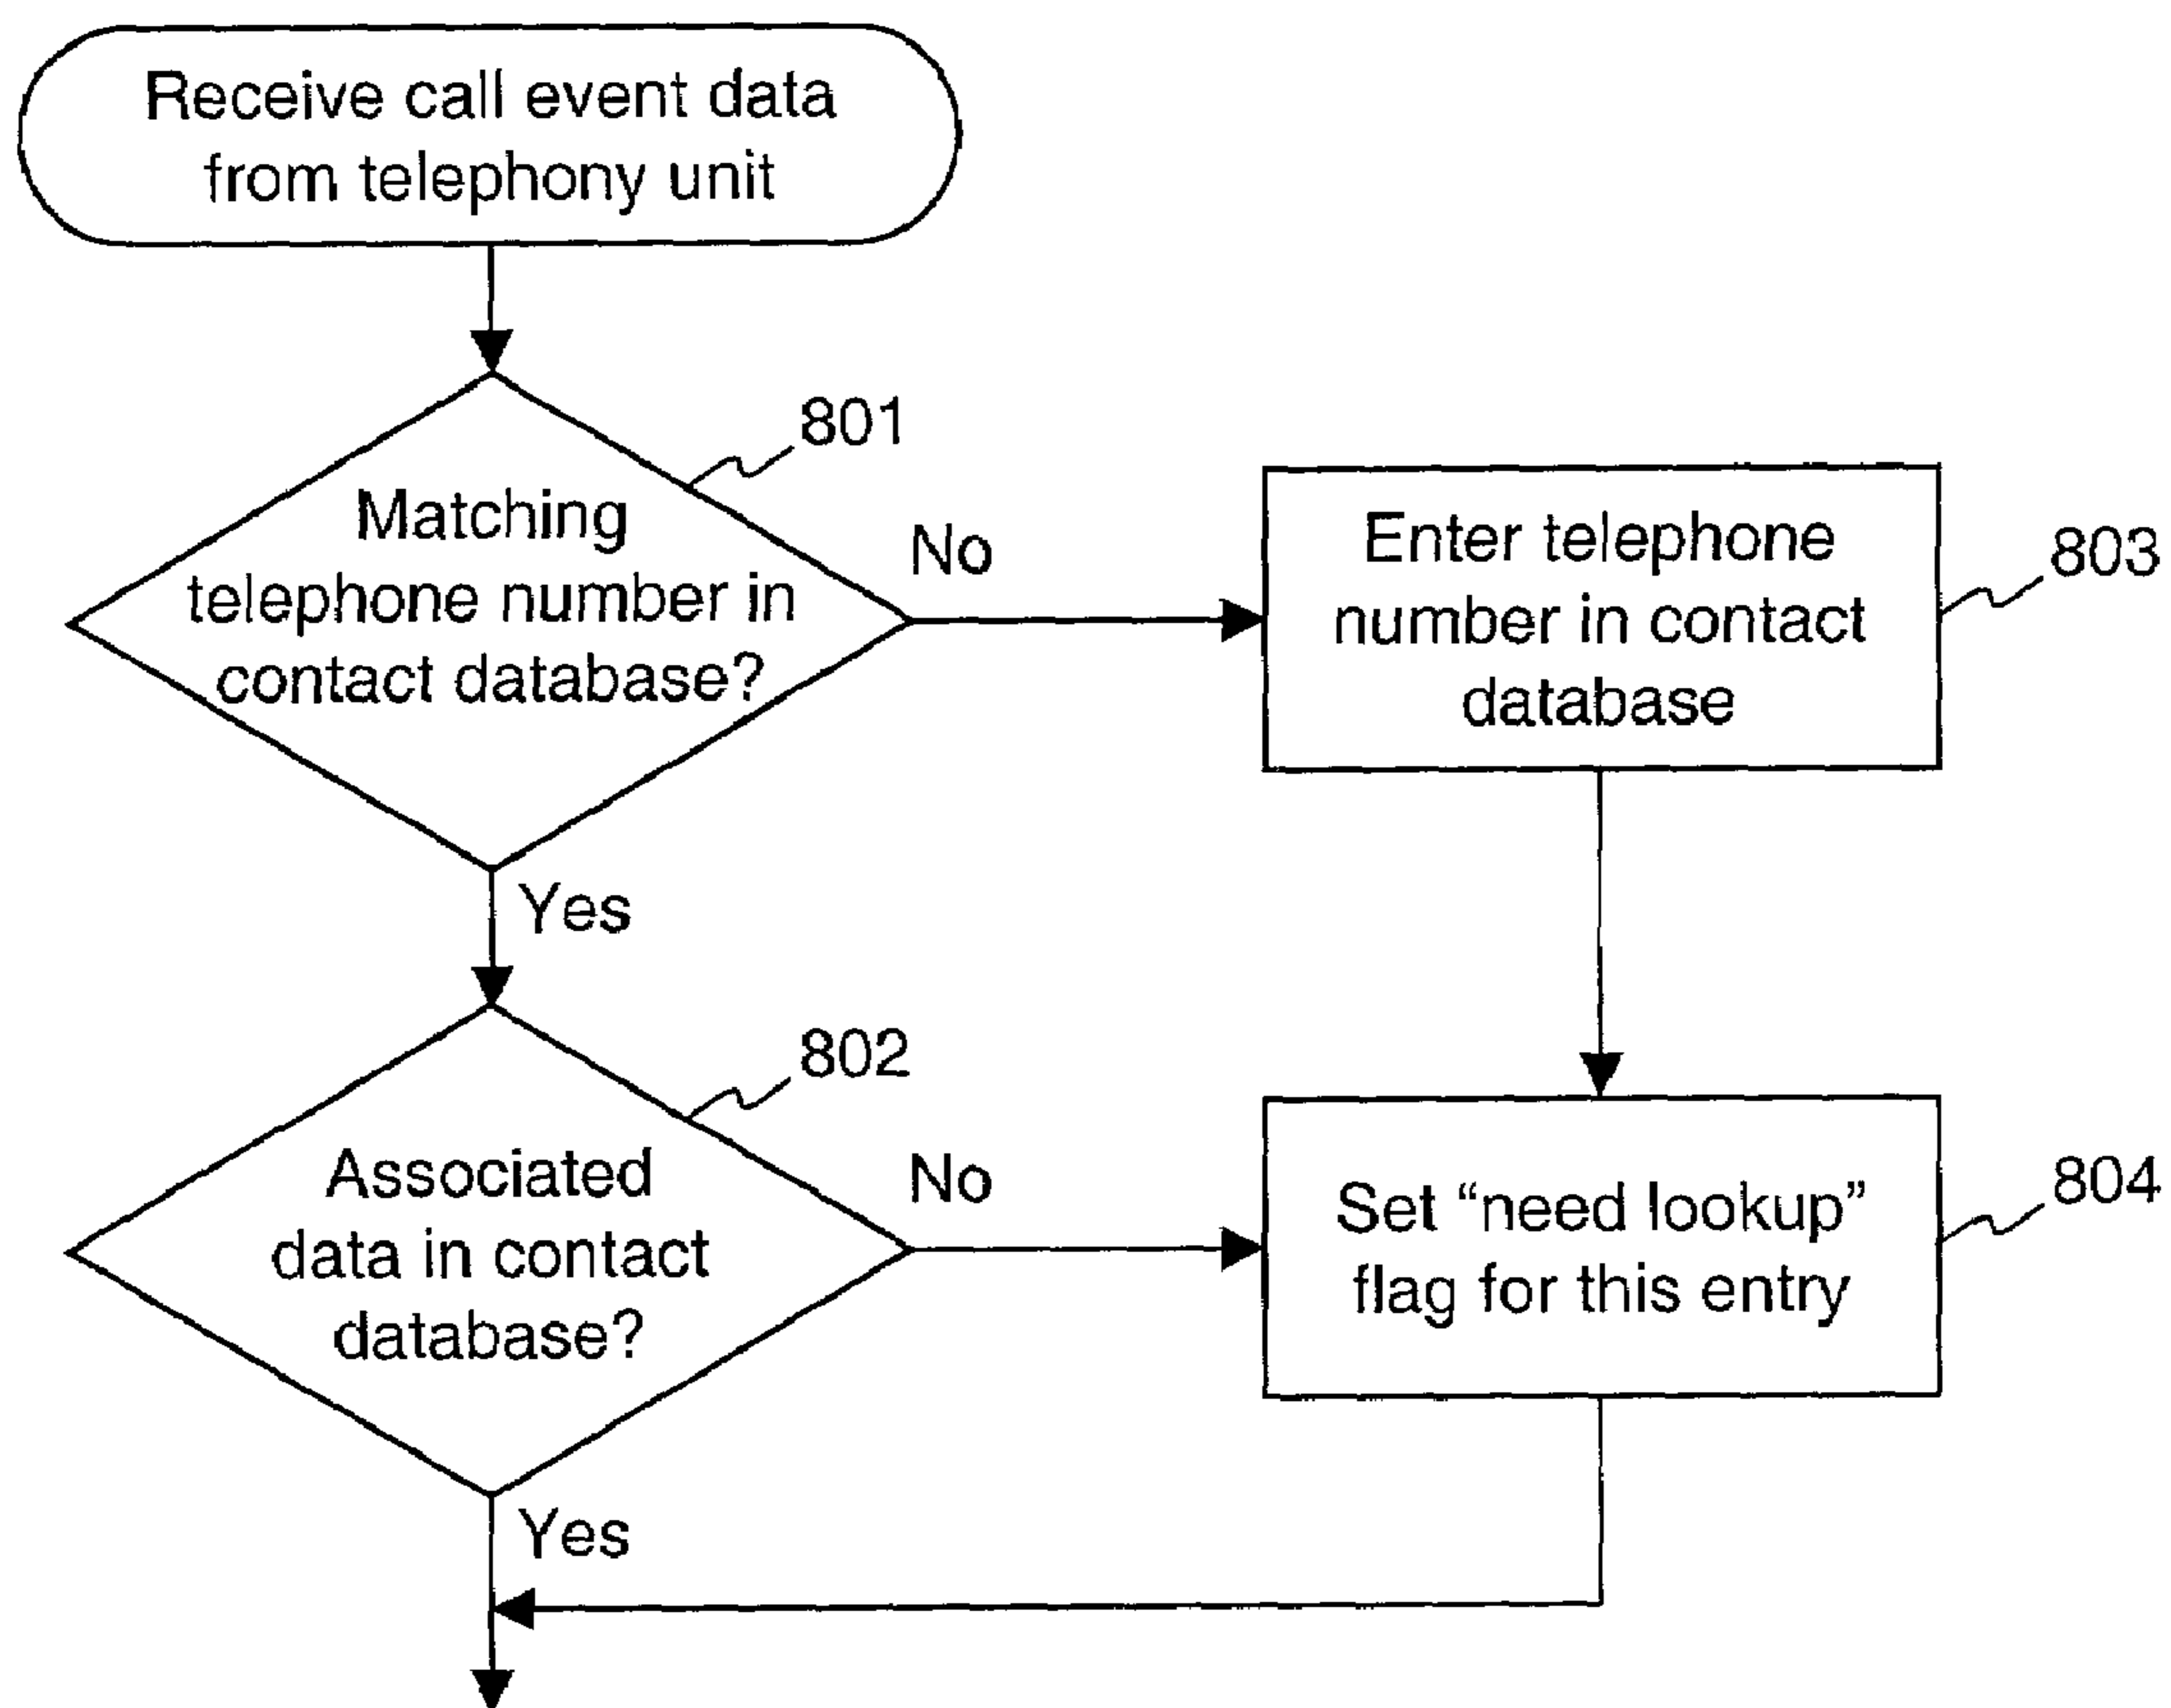 Receive call event data
from telephony unit
801
Matching
telephone number in
contact database?
No
Enter telephone
number in contact
database
803
Yes
802
Associated
data in contact
database?
No
Set “need lookup”
flag for this entry
804
Yes